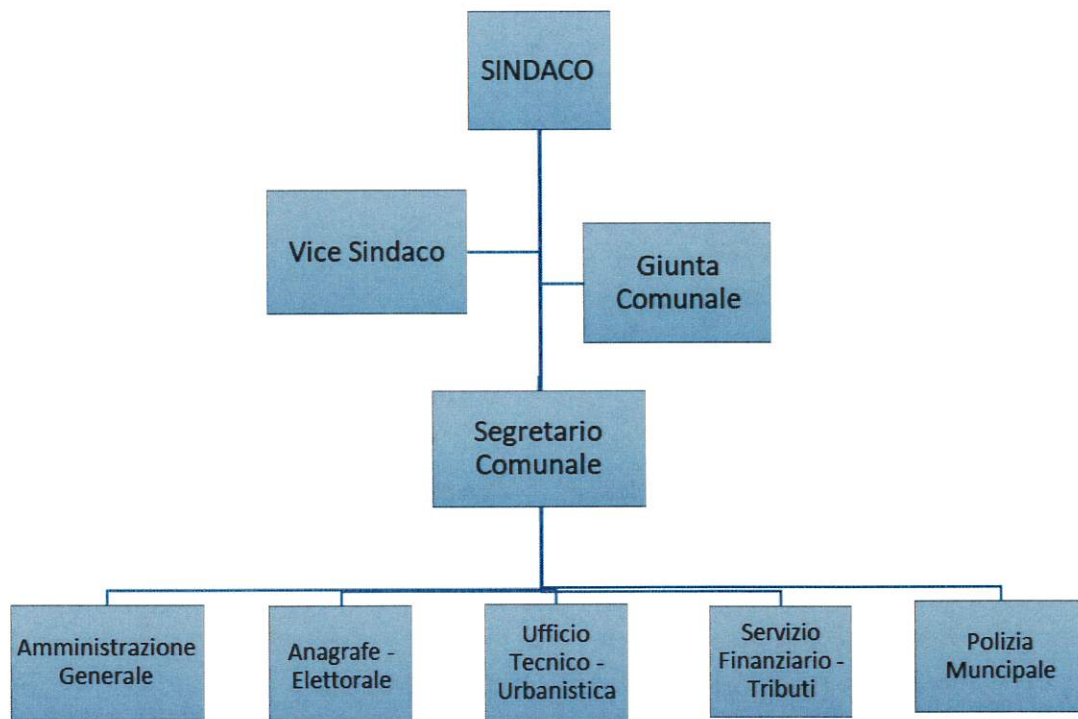 SINDACO
Vice Sindaco
Giunta
Comunale
Segretario
Comunale
Amministrazione
Generale
Anagrafe -
Elettorale
Ufficio
Tecnico -
Urbanistica
Servizio
Finanziario -
Tributi
Polizia
Muncipale